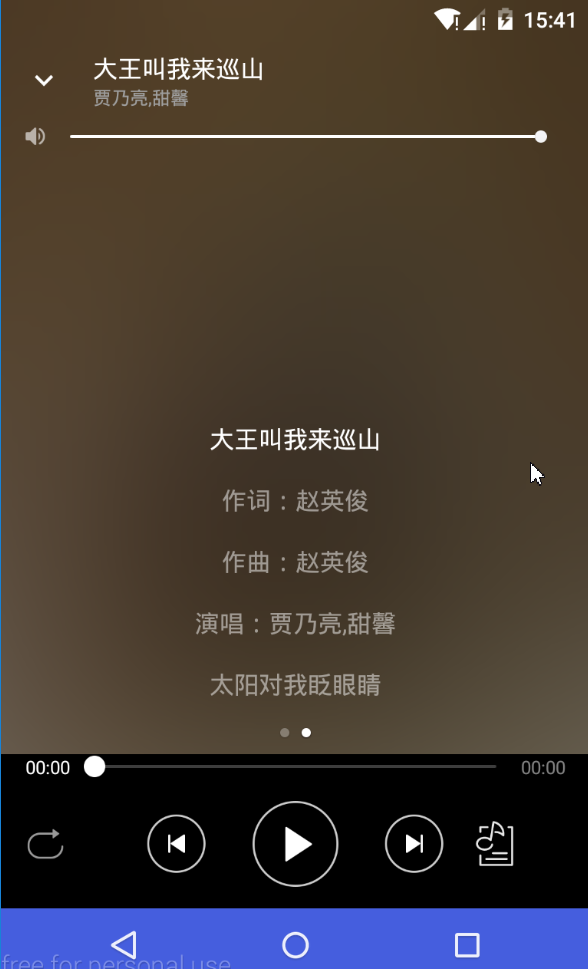 15:41
大王叫我来巡山
贾乃亮,甜馨
大王叫我来巡山
作词：赵英俊
作曲：赵英俊
演唱：贾乃亮,甜馨
太阳对我眨眼睛
00:00 00:00
free for personal use